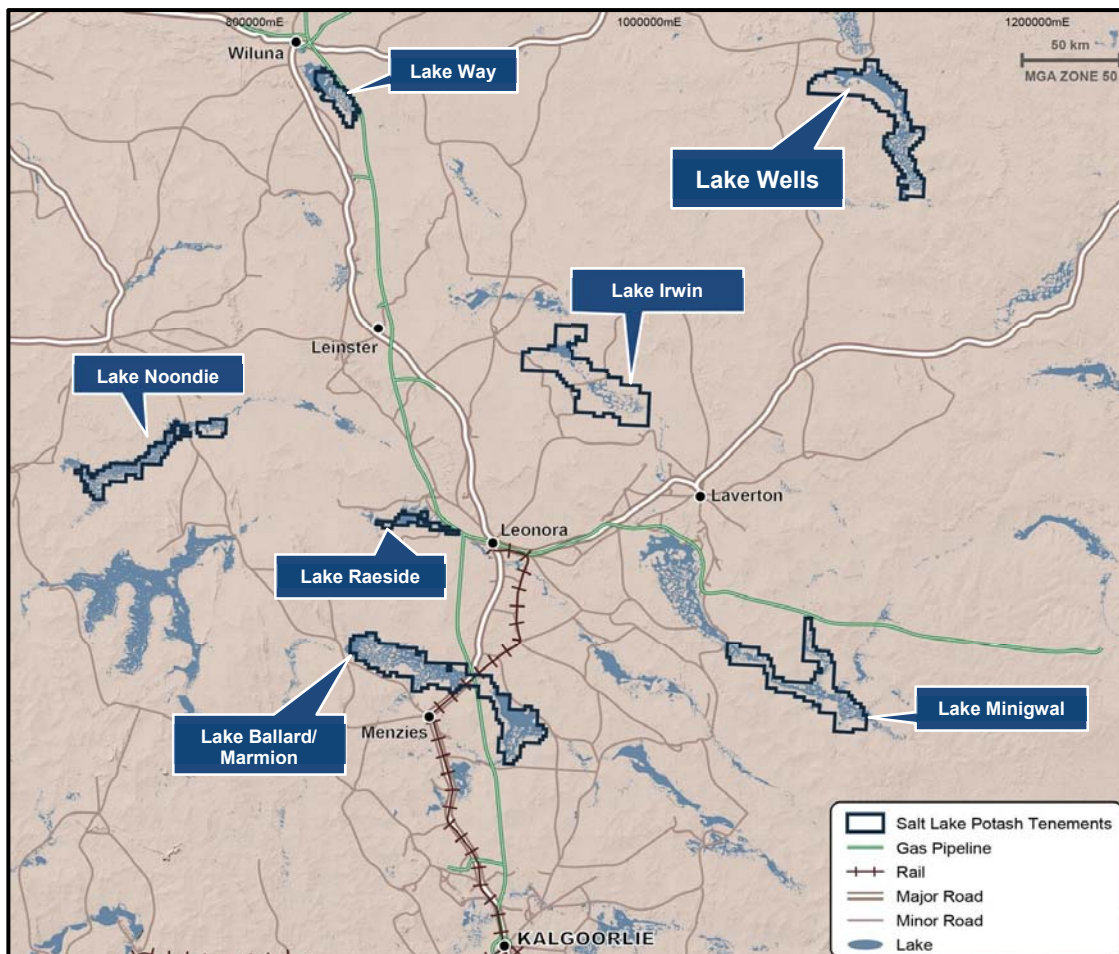 800000mE
1000000mE
1200000mE
50 km
MGA ZONE 50
Wiluna
Lake Way
Lake Wells
Lake Irwin
Leinster
Lake Noondie
Laverton
Leonora
Lake Raeside
Lake Minigwal
Lake Ballard/
Marmion
Menzies
KALGOORLIE
Salt Lake Potash Tenements
Gas Pipeline
Rail
Major Road
Minor Road
Lake